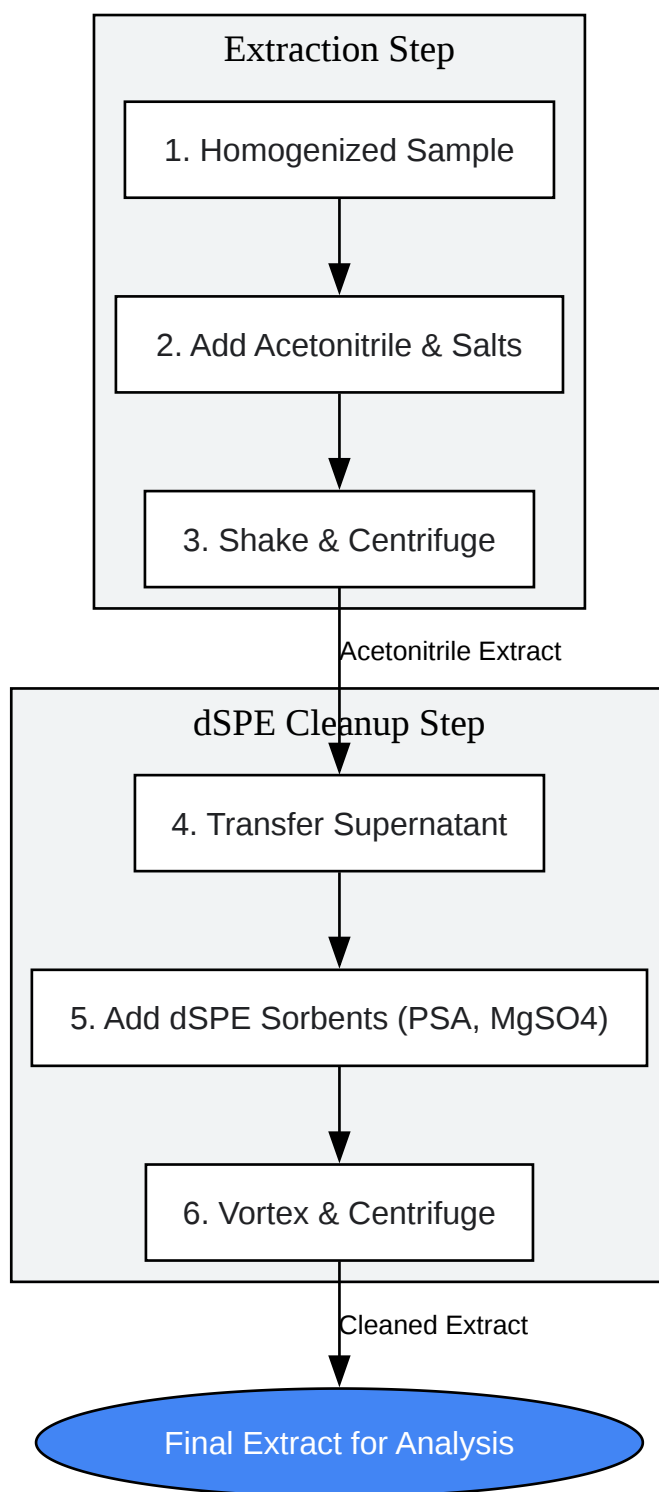 Extraction Step
1. Homogenized Sample
2. Add Acetonitrile & Salts
3. Shake & Centrifuge
Acetonitrile Extract
dSPE Cleanup Step
4. Transfer Supernatant
5. Add dSPE Sorbents (PSA, MgSO4)
6. Vortex & Centrifuge
Cleaned Extract
Final Extract for Analysis